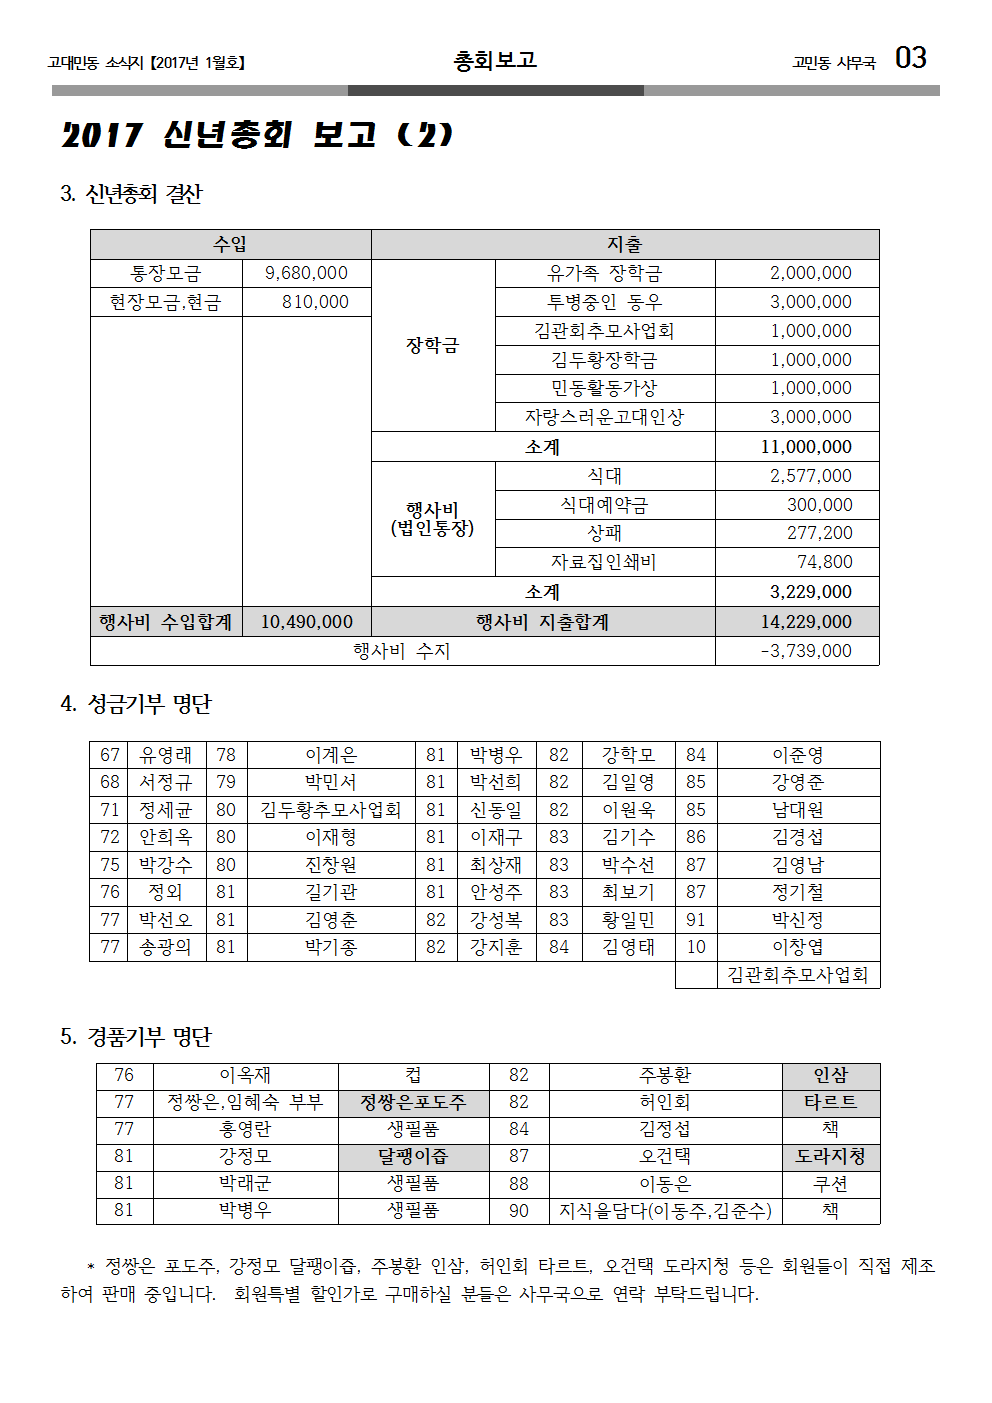 고대민동 소식지 【2017년 1월호】 총회보고 고민동 사무국 03
2017 신년총회 보고 (2)
3. 신년총회 결산
수입 지출
통장모금 9,680,000 장학금 유가족 장학금 2,000,000
현장모금,현금 810,000 투병중인 동우 3,000,000
김관회추모사업회 1,000,000
김두황장학금 1,000,000
민동활동가상 1,000,000
자랑스러운고대인상 3,000,000
소계 11,000,000
행사비 (법인통장) 식대 2,577,000
식대예약금 300,000
상패 277,200
자료집인쇄비 74,800
소계 3,229,000
행사비 수입합계 10,490,000 행사비 지출합계 14,229,000
행사비 수지 -3,739,000
4. 성금기부 명단
67 유영래 78 이계은 81 박병우 82 강학모 84 이준영
68 서정규 79 박민서 81 박선희 82 김일영 85 강영준
71 정세균 80 김두황추모사업회 81 신동일 82 이원욱 85 남대원
72 안희옥 80 이재형 81 이재구 83 김기수 86 김경섭
75 박강수 80 진창원 81 최상재 83 박수선 87 김영남
76 정외 81 길기관 81 안성주 83 최보기 87 정기철
77 박선오 81 김영춘 82 강성복 83 황일민 91 박신정
77 송광의 81 박기종 82 강지훈 84 김영태 10 이창엽
김관회추모사업회
5. 경품기부 명단
76 이옥재 컵 82 주봉환 인삼
77 정쌍은,임혜숙 부부 정쌍은포도주 82 허인회 타르트
77 홍영란 생필품 84 김정섭 책
81 강정모 달팽이즙 87 오건택 도라지청
81 박래군 생필품 88 이동은 쿠션
81 박병우 생필품 90 지식을담다(이동주,김준수) 책
* 정쌍은 포도주, 강정모 달팽이즙, 주봉환 인삼, 허인회 타르트, 오건택 도라지청 등은 회원들이 직접 제조
하여 판매 중입니다. 회원특별 할인가로 구매하실 분들은 사무국으로 연락 부탁드립니다.